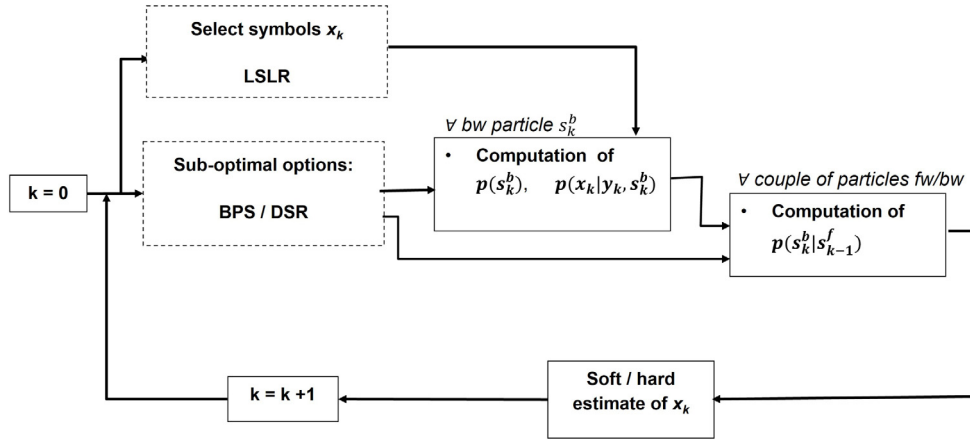 Select symbols x_k
LSLR
∀ bw particle s_k^b
Sub-optimal options:
BPS / DSR
• Computation of
p(s_k^b), p(x_k|y_k, s_k^b)
k = 0
∀ couple of particles fw/bw
• Computation of
p(s_k^b|s_{k-1}^f)
k = k +1
Soft / hard
estimate of x_k